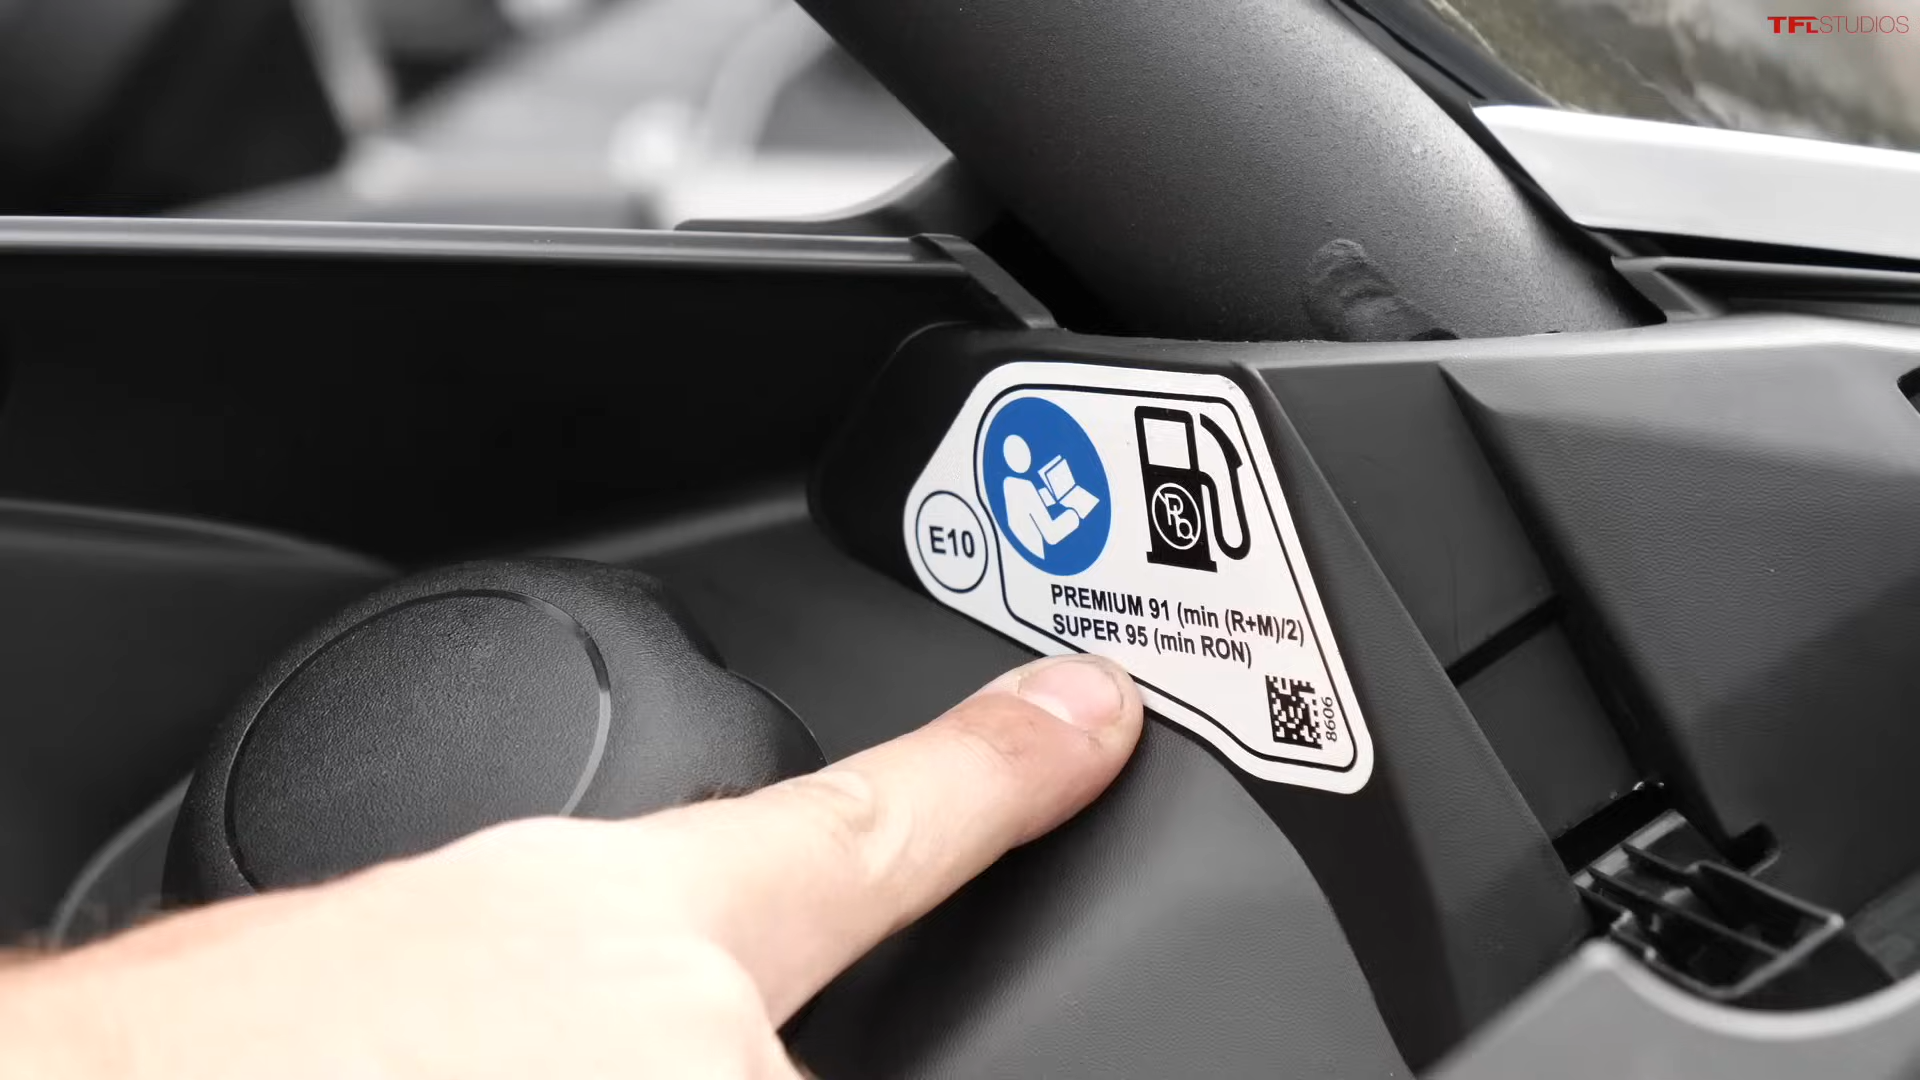 TFLSTUDIOS
E10
Pb
PREMIUM 91 (min (R+M)/2)
SUPER 95 (min RON)
8606